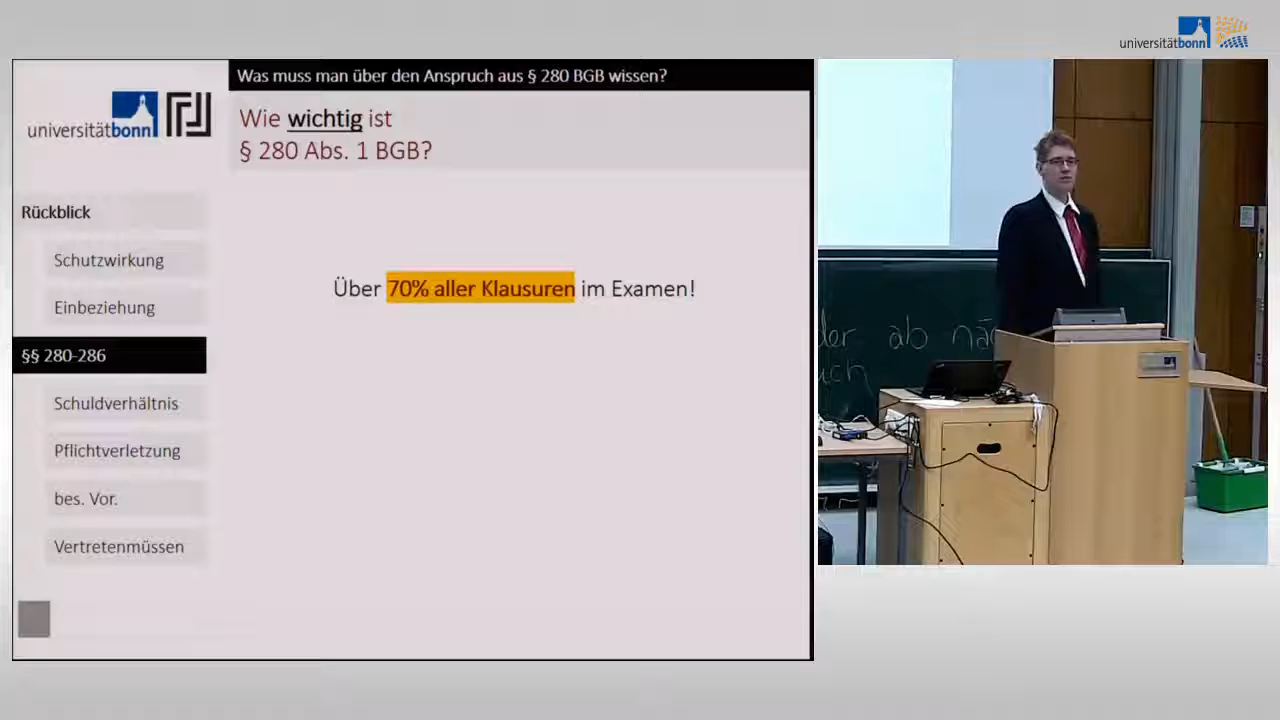 universitätbonn
Was muss man über den Anspruch aus § 280 BGB wissen?
universitätbonn
Wie wichtig ist
§ 280 Abs. 1 BGB?
Rückblick
Schutzwirkung
Einbeziehung
§§ 280-286
Schuldverhältnis
Pflichtverletzung
bes. Vor.
Vertretenmüssen
Über 70% aller Klausuren im Examen!
ab